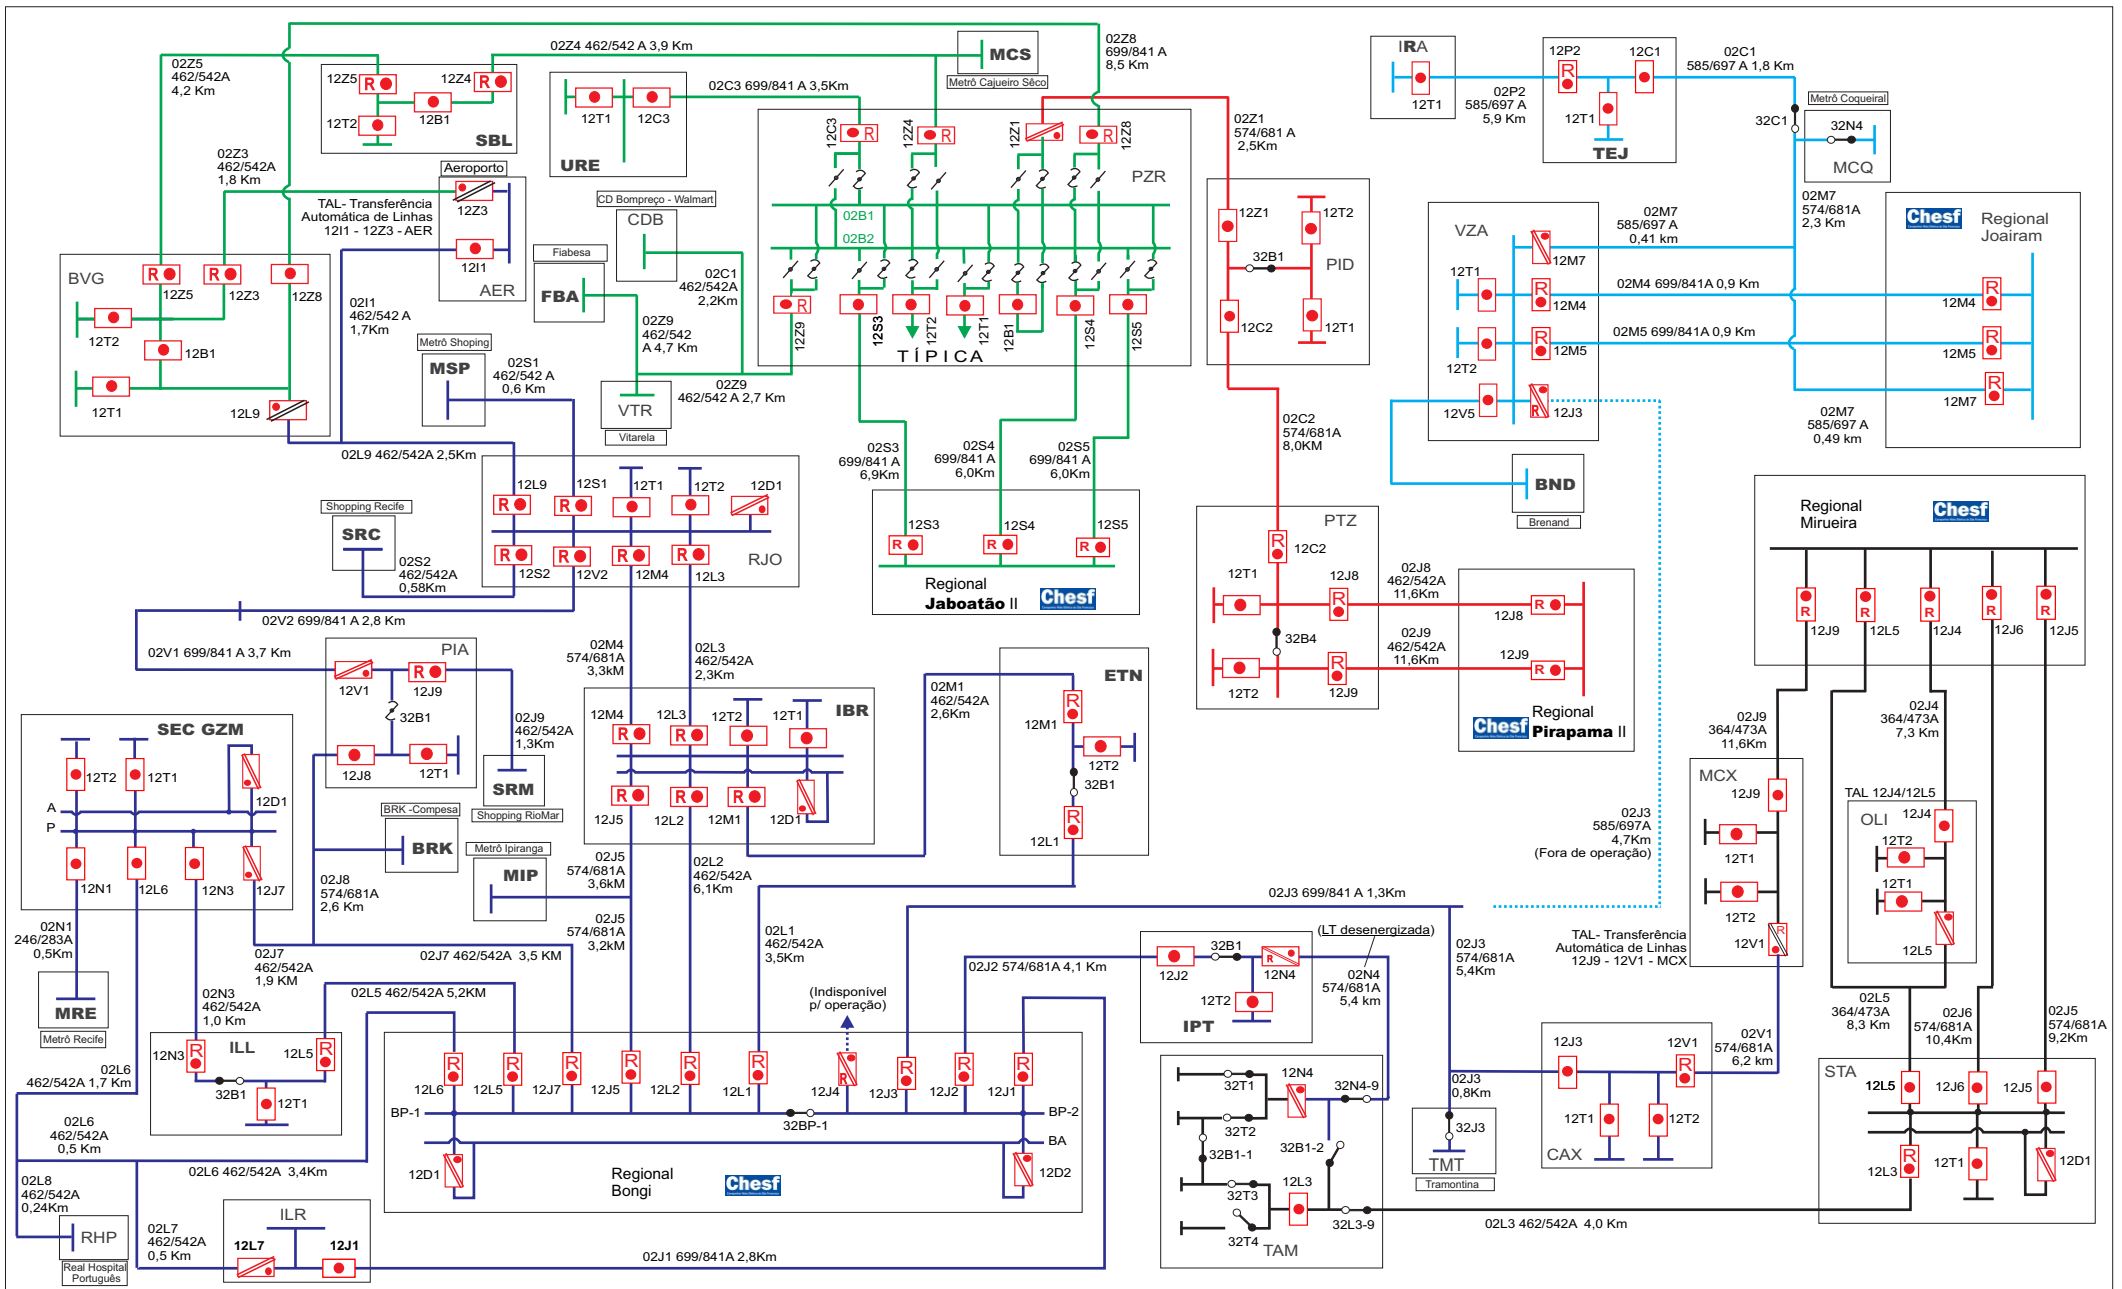 02Z5
462/542A
4,2 Km
12Z5
12Z4
12B1
12T2
SBL
02Z4 462/542 A 3,9 Km
MCS
Metrô Cajueiro Sêco
02Z8
699/841 A
8,5 Km
12T1
12C3
URE
02C3 699/841 A 3,5Km
12C3
12Z4
12Z1
12Z8
PZR
02B1
02B2
12Z9
12S3
12T2
12T1
12B1
12S4
12S5
TÍPICA
02Z1
574/681 A
2,5Km
12Z1
12T2
32B1
PID
12C2
12T1
IRA
12T1
02P2
585/697 A
5,9 Km
12P2
12C1
12T1
TEJ
02C1
585/697 A 1,8 Km
32C1
Metrô Coqueiral
32N4
MCQ
02M7
574/681A
2,3 Km
Chesf
Regional
Joairam
12M4
12M5
12M7
VZA
12M7
12T1
12M4
12T2
12M5
12V5
12J3
02M7
585/697 A
0,41 km
02M4 699/841A 0,9 Km
02M5 699/841A 0,9 Km
02M7
585/697 A
0,49 km
BND
Brenand
02Z3
462/542A
1,8 Km
Aeroporto
12Z3
12I1
AER
TAL- Transferência
Automática de Linhas
12I1 - 12Z3 - AER
BVG
12Z5
12Z3
12Z8
12T2
12B1
12T1
12L9
02I1
462/542 A
1,7Km
CD Bompreço - Walmart
CDB
Fiabesa
FBA
02C1
462/542A
2,2Km
02Z9
462/542
A 4,7 Km
VTR
Vitarela
02Z9
462/542 A 2,7 Km
Metrô Shoping
MSP
02S1
462/542 A
0,6 Km
02L9 462/542A 2,5Km
12L9
12S1
12T1
12T2
12D1
12S2
12V2
12M4
12L3
RJO
Shopping Recife
SRC
02S2
462/542A
0,58Km
02S3
699/841 A
6,9Km
02S4
699/841 A
6,0Km
02S5
699/841 A
6,0Km
12S3
12S4
12S5
Regional
Jaboatão II
Chesf
02C2
574/681A
8,0KM
PTZ
12C2
12T1
12J8
32B4
12T2
12J9
02J8
462/542A
11,6Km
02J9
462/542A
11,6Km
12J8
12J9
Chesf
Regional
Pirapama II
Regional
Mirueira
Chesf
12J9
12L5
12J4
12J6
12J5
02V2 699/841 A 2,8 Km
02V1 699/841 A 3,7 Km
PIA
12V1
12J9
32B1
12J8
12T1
02J9
462/542A
1,3Km
SRM
Shopping RioMar
02M4
574/681A
3,3kM
02L3
462/542A
2,3Km
IBR
12M4
12L3
12T2
12T1
12J5
12L2
12M1
12D1
02M1
462/542A
2,6Km
ETN
12M1
12T2
32B1
12L1
SEC GZM
12T2
12T1
12D1
A
P
12N1
12L6
12N3
12J7
BRK -Compesa
BRK
02J8
574/681A
2,6 Km
Metrô Ipiranga
MIP
02J5
574/681A
3,6kM
02J5
574/681A
3,2kM
02L2
462/542A
6,1Km
02L1
462/542A
3,5Km
02N1
246/283A
0,5Km
MRE
Metrô Recife
02J7
462/542A
1,9 KM
02J7 462/542A 3,5 KM
02N3
462/542A
1,0 Km
02L5 462/542A 5,2KM
ILL
12N3
12L5
32B1
12T1
02L6
462/542A 1,7 Km
02L6
462/542A
0,5 Km
02L6 462/542A 3,4Km
02L8
462/542A
0,24Km
RHP
Real Hospital
Português
02L7
462/542A
0,5 Km
ILR
12L7
12J1
02J1 699/841A 2,8Km
(Indisponível
p/ operação)
12L6
12L5
12J7
12J5
12L2
12L1
12J4
12J3
12J2
12J1
BP-1
32BP-1
BP-2
BA
12D1
12D2
Regional
Bongi
Chesf
02J3 699/841 A 1,3Km
02J2 574/681A 4,1 Km
12J2
32B1
12N4
12T2
IPT
(LT desenergizada)
02N4
574/681A
5,4 km
02J3
574/681A
5,4Km
02J3
585/697A
4,7Km
(Fora de operação)
32T1
12N4
32N4-9
32T2
32B1-1
32B1-2
32T3
12L3
32T4
32L3-9
TAM
02J3
0,8Km
32J3
TMT
Tramontina
02L3 462/542A 4,0 Km
12J3
12V1
12T1
12T2
CAX
02V1
574/681A
6,2 km
02J9
364/473A
11,6Km
MCX
12J9
12T1
12T2
12V1
TAL- Transferência
Automática de Linhas
12J9 - 12V1 - MCX
02J4
364/473A
7,3 Km
TAL 12J4/12L5
OLI
12J4
12T2
12T1
12L5
02L5
364/473A
8,3 Km
02J6
574/681A
10,4Km
02J5
574/681A
9,2Km
STA
12L5
12J6
12J5
12L3
12T1
12D1